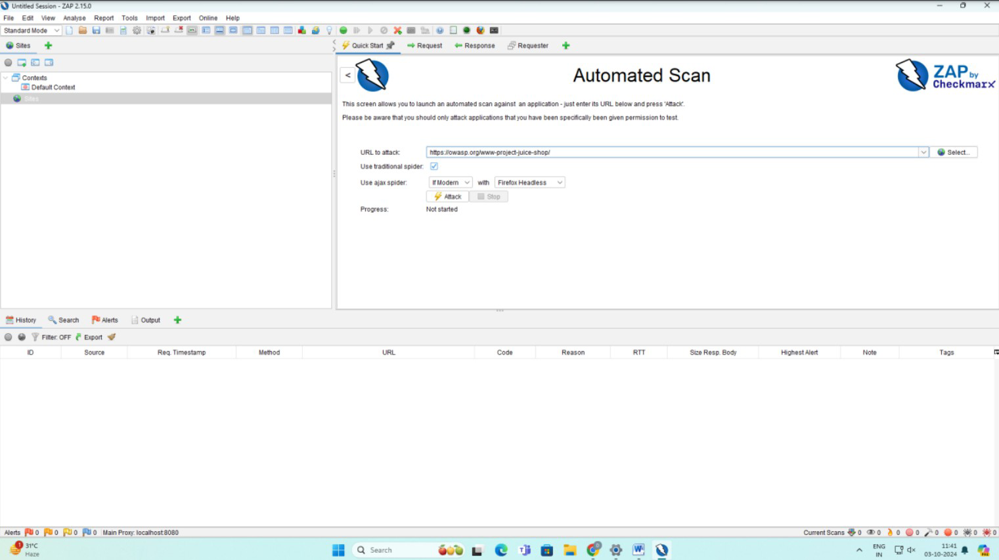 Untitled Session - ZAP 2.15.0
File Edit View Analyse Report Tools Import Export Online Help
Standard Mode
Sites
Quick Start Request Response Requester
Contexts
Default Context
Sites
<
Automated Scan
ZAP by
Checkmarx
This screen allows you to launch an automated scan against an application - just enter its URL below and press 'Attack'.
Please be aware that you should only attack applications that you have been specifically been given permission to test.
URL to attack: https://owasp.org/www-project-juice-shop/ Select...
Use traditional spider:
Use ajax spider: If Modern with Firefox Headless
Attack Stop
Progress: Not started
History Search Alerts Output
Filter: OFF Export
ID Source Req. Timestamp Method URL Code Reason RTT Size Resp. Body Highest Alert Note Tags
Alerts 0 0 0 0 Main Proxy: localhost:8080 Current Scans 0 0 0 0 0 0 0 0
1 31°C
Haze
Search
ENG
IN
11:41
03-10-2024